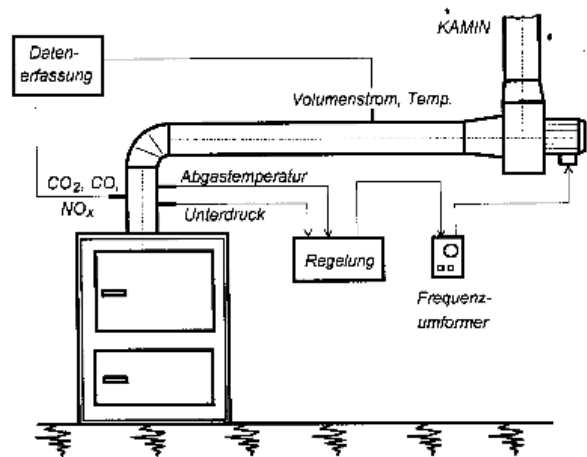 KAMIN
Daten-
erfassung
Volumenstrom, Temp.
CO₂, CO,
NOₓ
Abgastemperatur
Unterdruck
Regelung
Frequenz-
umformer